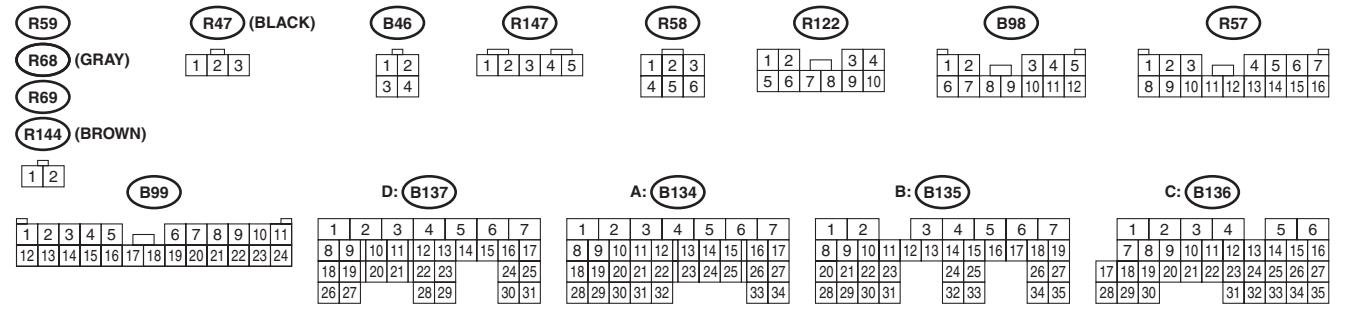 R59
R68 (GRAY)
R69
R144 (BROWN)
1 2
R47 (BLACK)
1 2 3
B46
1 2
3 4
R147
1 2 3 4 5
R58
1 2 3
4 5 6
R122
1 2 3 4
5 6 7 8 9 10
B98
1 2 3 4 5
6 7 8 9 10 11 12
R57
1 2 3 4 5 6 7
8 9 10 11 12 13 14 15 16
B99
1 2 3 4 5 6 7 8 9 10 11
12 13 14 15 16 17 18 19 20 21 22 23 24
D: B137
1 2 3 4 5 6 7
8 9 10 11 12 13 14 15 16 17
18 19 20 21 22 23 24 25
26 27 28 29 30 31
A: B134
1 2 3 4 5 6 7
8 9 10 11 12 13 14 15 16 17
18 19 20 21 22 23 24 25 26 27
28 29 30 31 32 33 34
B: B135
1 2 3 4 5 6 7
8 9 10 11 12 13 14 15 16 17 18 19
20 21 22 23 24 25 26 27
28 29 30 31 32 33 34 35
C: B136
1 2 3 4 5 6
7 8 9 10 11 12 13 14 15 16
17 18 19 20 21 22 23 24 25 26 27
28 29 30 31 32 33 34 35